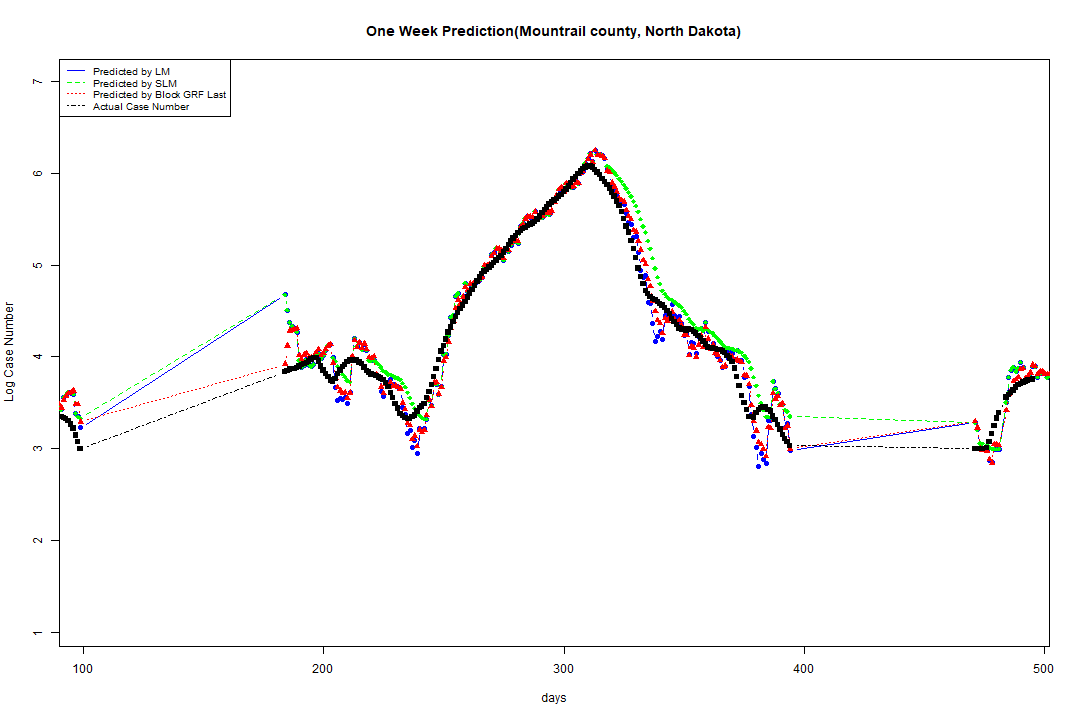 One Week Prediction(Mountrail county, North Dakota)
Predicted by LM
Predicted by SLM
Predicted by Block GRF Last
Actual Case Number
7
6
5
4
3
2
1
Log Case Number
100 200 300 400 500
days